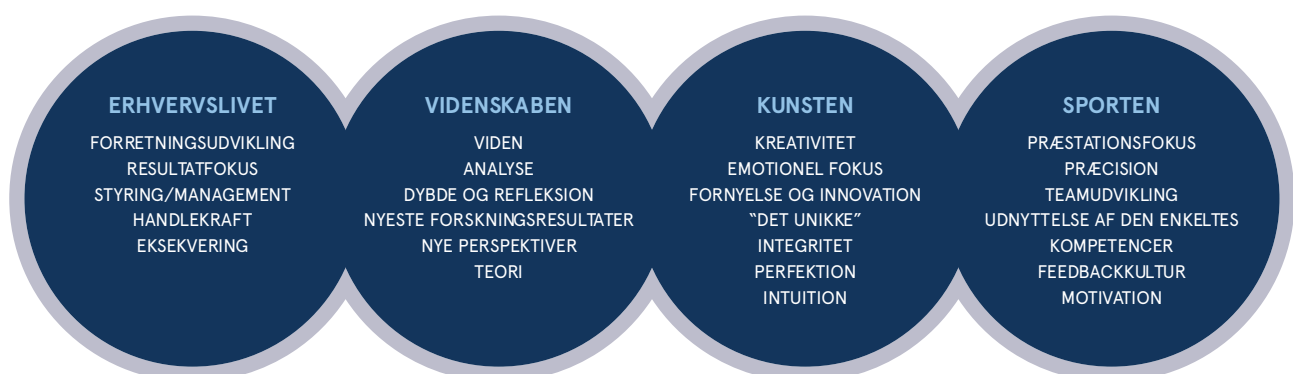 ERHVERVSLIVET
FORRETNINGSUDVIKLING
RESULTATFOKUS
STYRING/MANAGEMENT
HANDLEKRAFT
EKSEKVERING
VIDENSKABEN
VIDEN
ANALYSE
DYBDE OG REFLEKSION
NYESTE FORSKNINGSRESULTATER
NYE PERSPEKTIVER
TEORI
KUNSTEN
KREATIVITET
EMOTIONEL FOKUS
FORNYELSE OG INNOVATION
“DET UNIKKE”
INTEGRITET
PERFEKTION
INTUITION
SPORTEN
PRÆSTATIONSFOKUS
PRÆCISION
TEAMUDVIKLING
UDNYTTELSE AF DEN ENKELTES
KOMPETENCER
FEEDBACKKULTUR
MOTIVATION